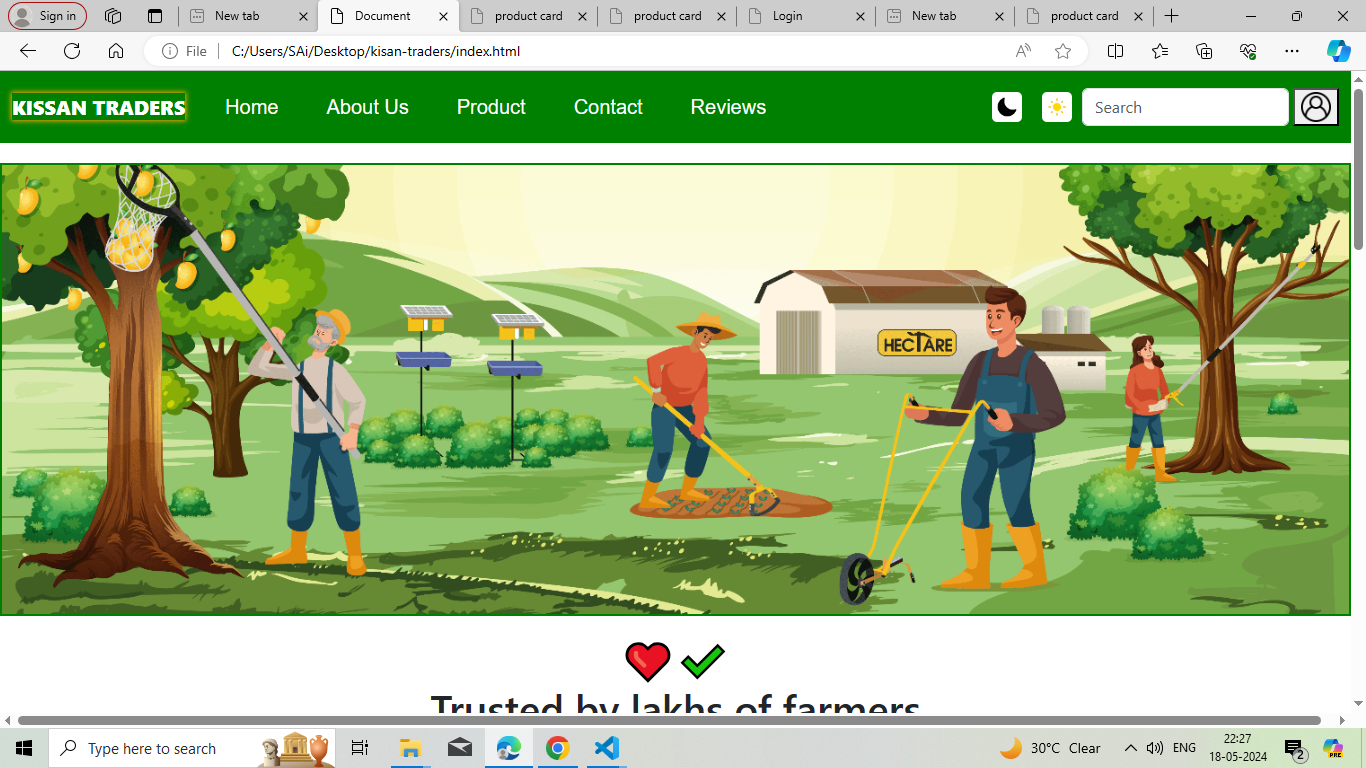 Sign in
New tab
Document
product card
product card
Login
New tab
product card
File
C:/Users/SAi/Desktop/kisan-traders/index.html
KISSAN TRADERS
Home
About Us
Product
Contact
Reviews
Search
HECTARE
Trusted by lakhs of farmers
Type here to search
30°C Clear
ENG
22:27
18-05-2024
2
PRE